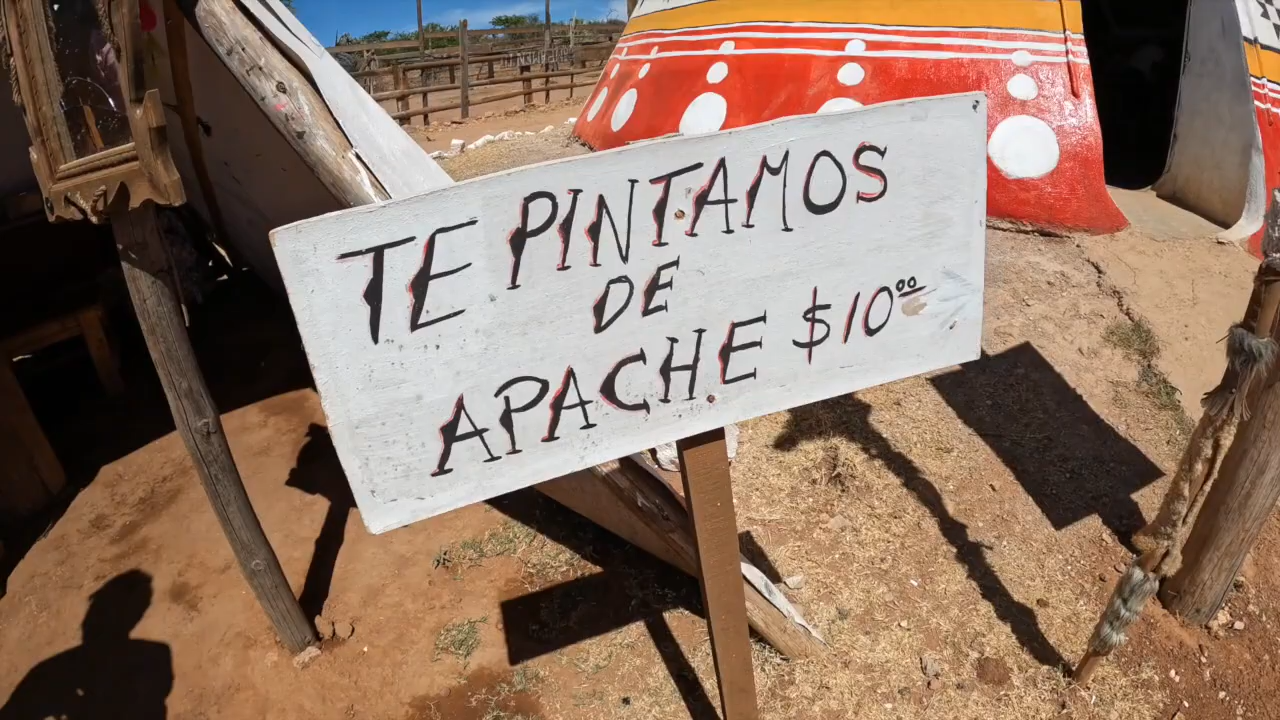 TE PINTAMOS
DE
APACHE $10⁰⁰